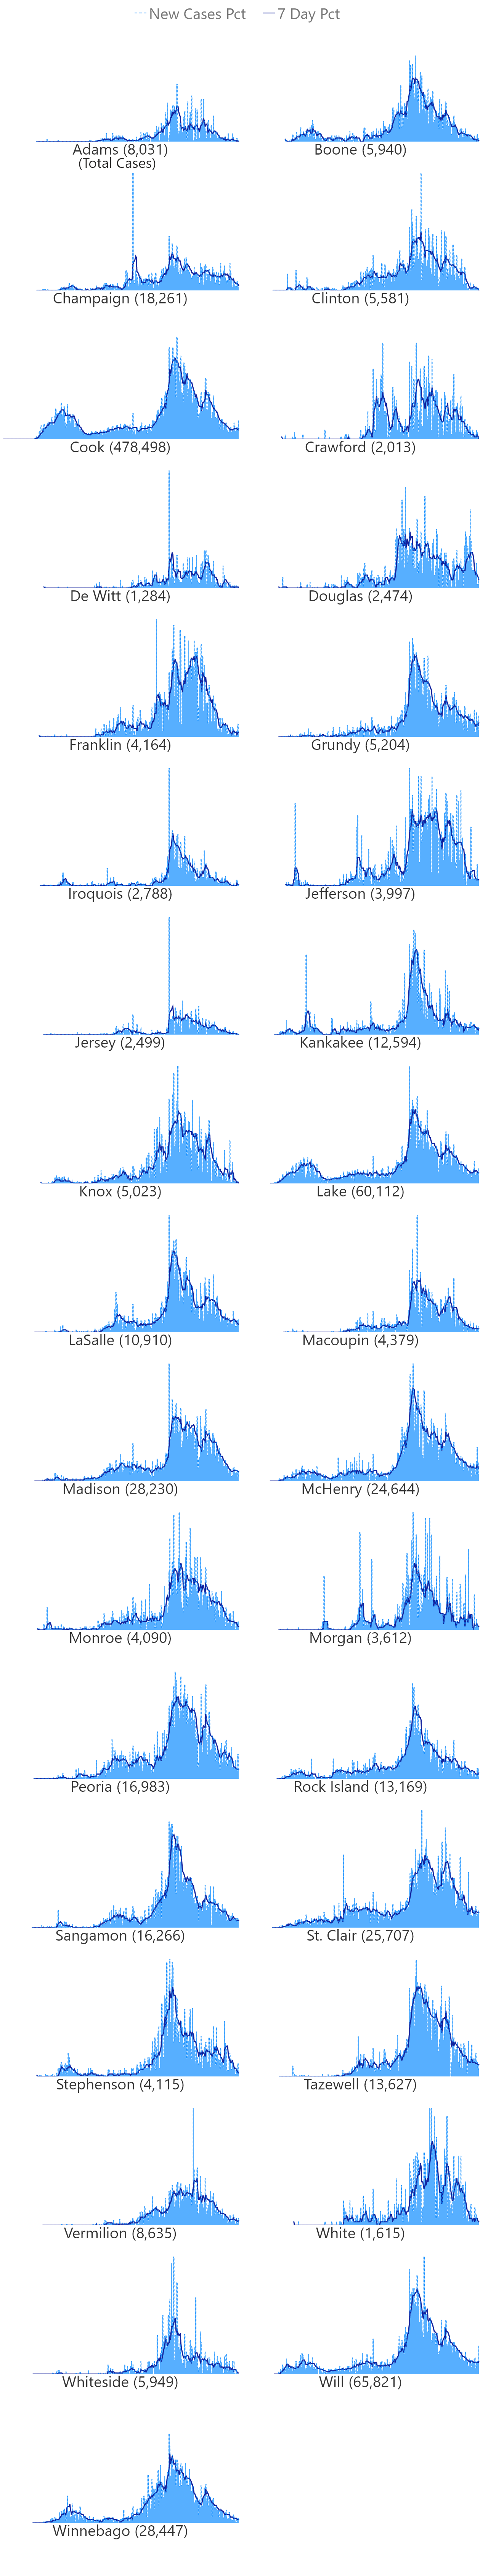 New Cases Pct 7 Day Pct
Adams (8,031)
(Total Cases)
Boone (5,940)
Champaign (18,261)
Clinton (5,581)
Cook (478,498)
Crawford (2,013)
De Witt (1,284)
Douglas (2,474)
Franklin (4,164)
Grundy (5,204)
Iroquois (2,788)
Jefferson (3,997)
Jersey (2,499)
Kankakee (12,594)
Knox (5,023)
Lake (60,112)
LaSalle (10,910)
Macoupin (4,379)
Madison (28,230)
McHenry (24,644)
Monroe (4,090)
Morgan (3,612)
Peoria (16,983)
Rock Island (13,169)
Sangamon (16,266)
St. Clair (25,707)
Stephenson (4,115)
Tazewell (13,627)
Vermilion (8,635)
White (1,615)
Whiteside (5,949)
Will (65,821)
Winnebago (28,447)